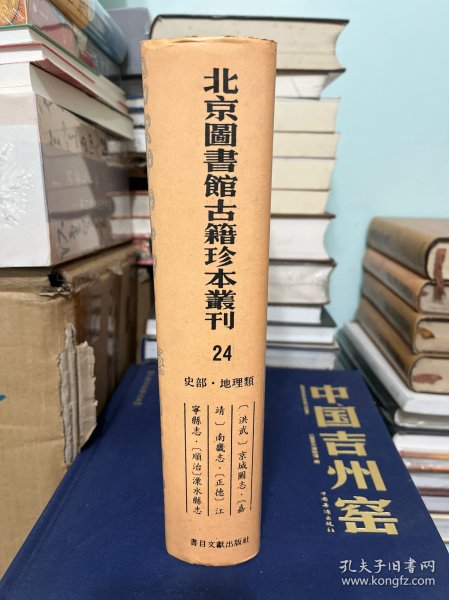 北京圖書館古籍珍本叢刊
24
史部·地理類
〔洪武〕京城圖志·〔嘉
靖〕南畿志·〔正德〕江
寧縣志·〔順治〕溧水縣志
書目文獻出版社
中国吉州窑
孔夫子旧书网
www.kongfz.com